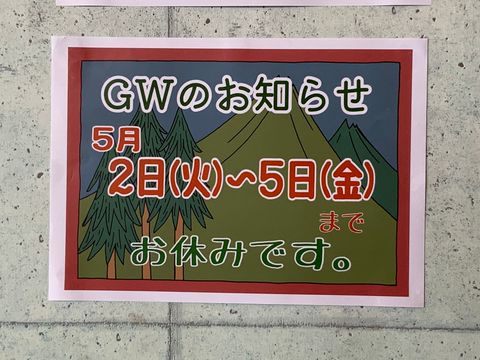 GWのお知らせ
5月
2日(火)～5日(金)
まで
お休みです。